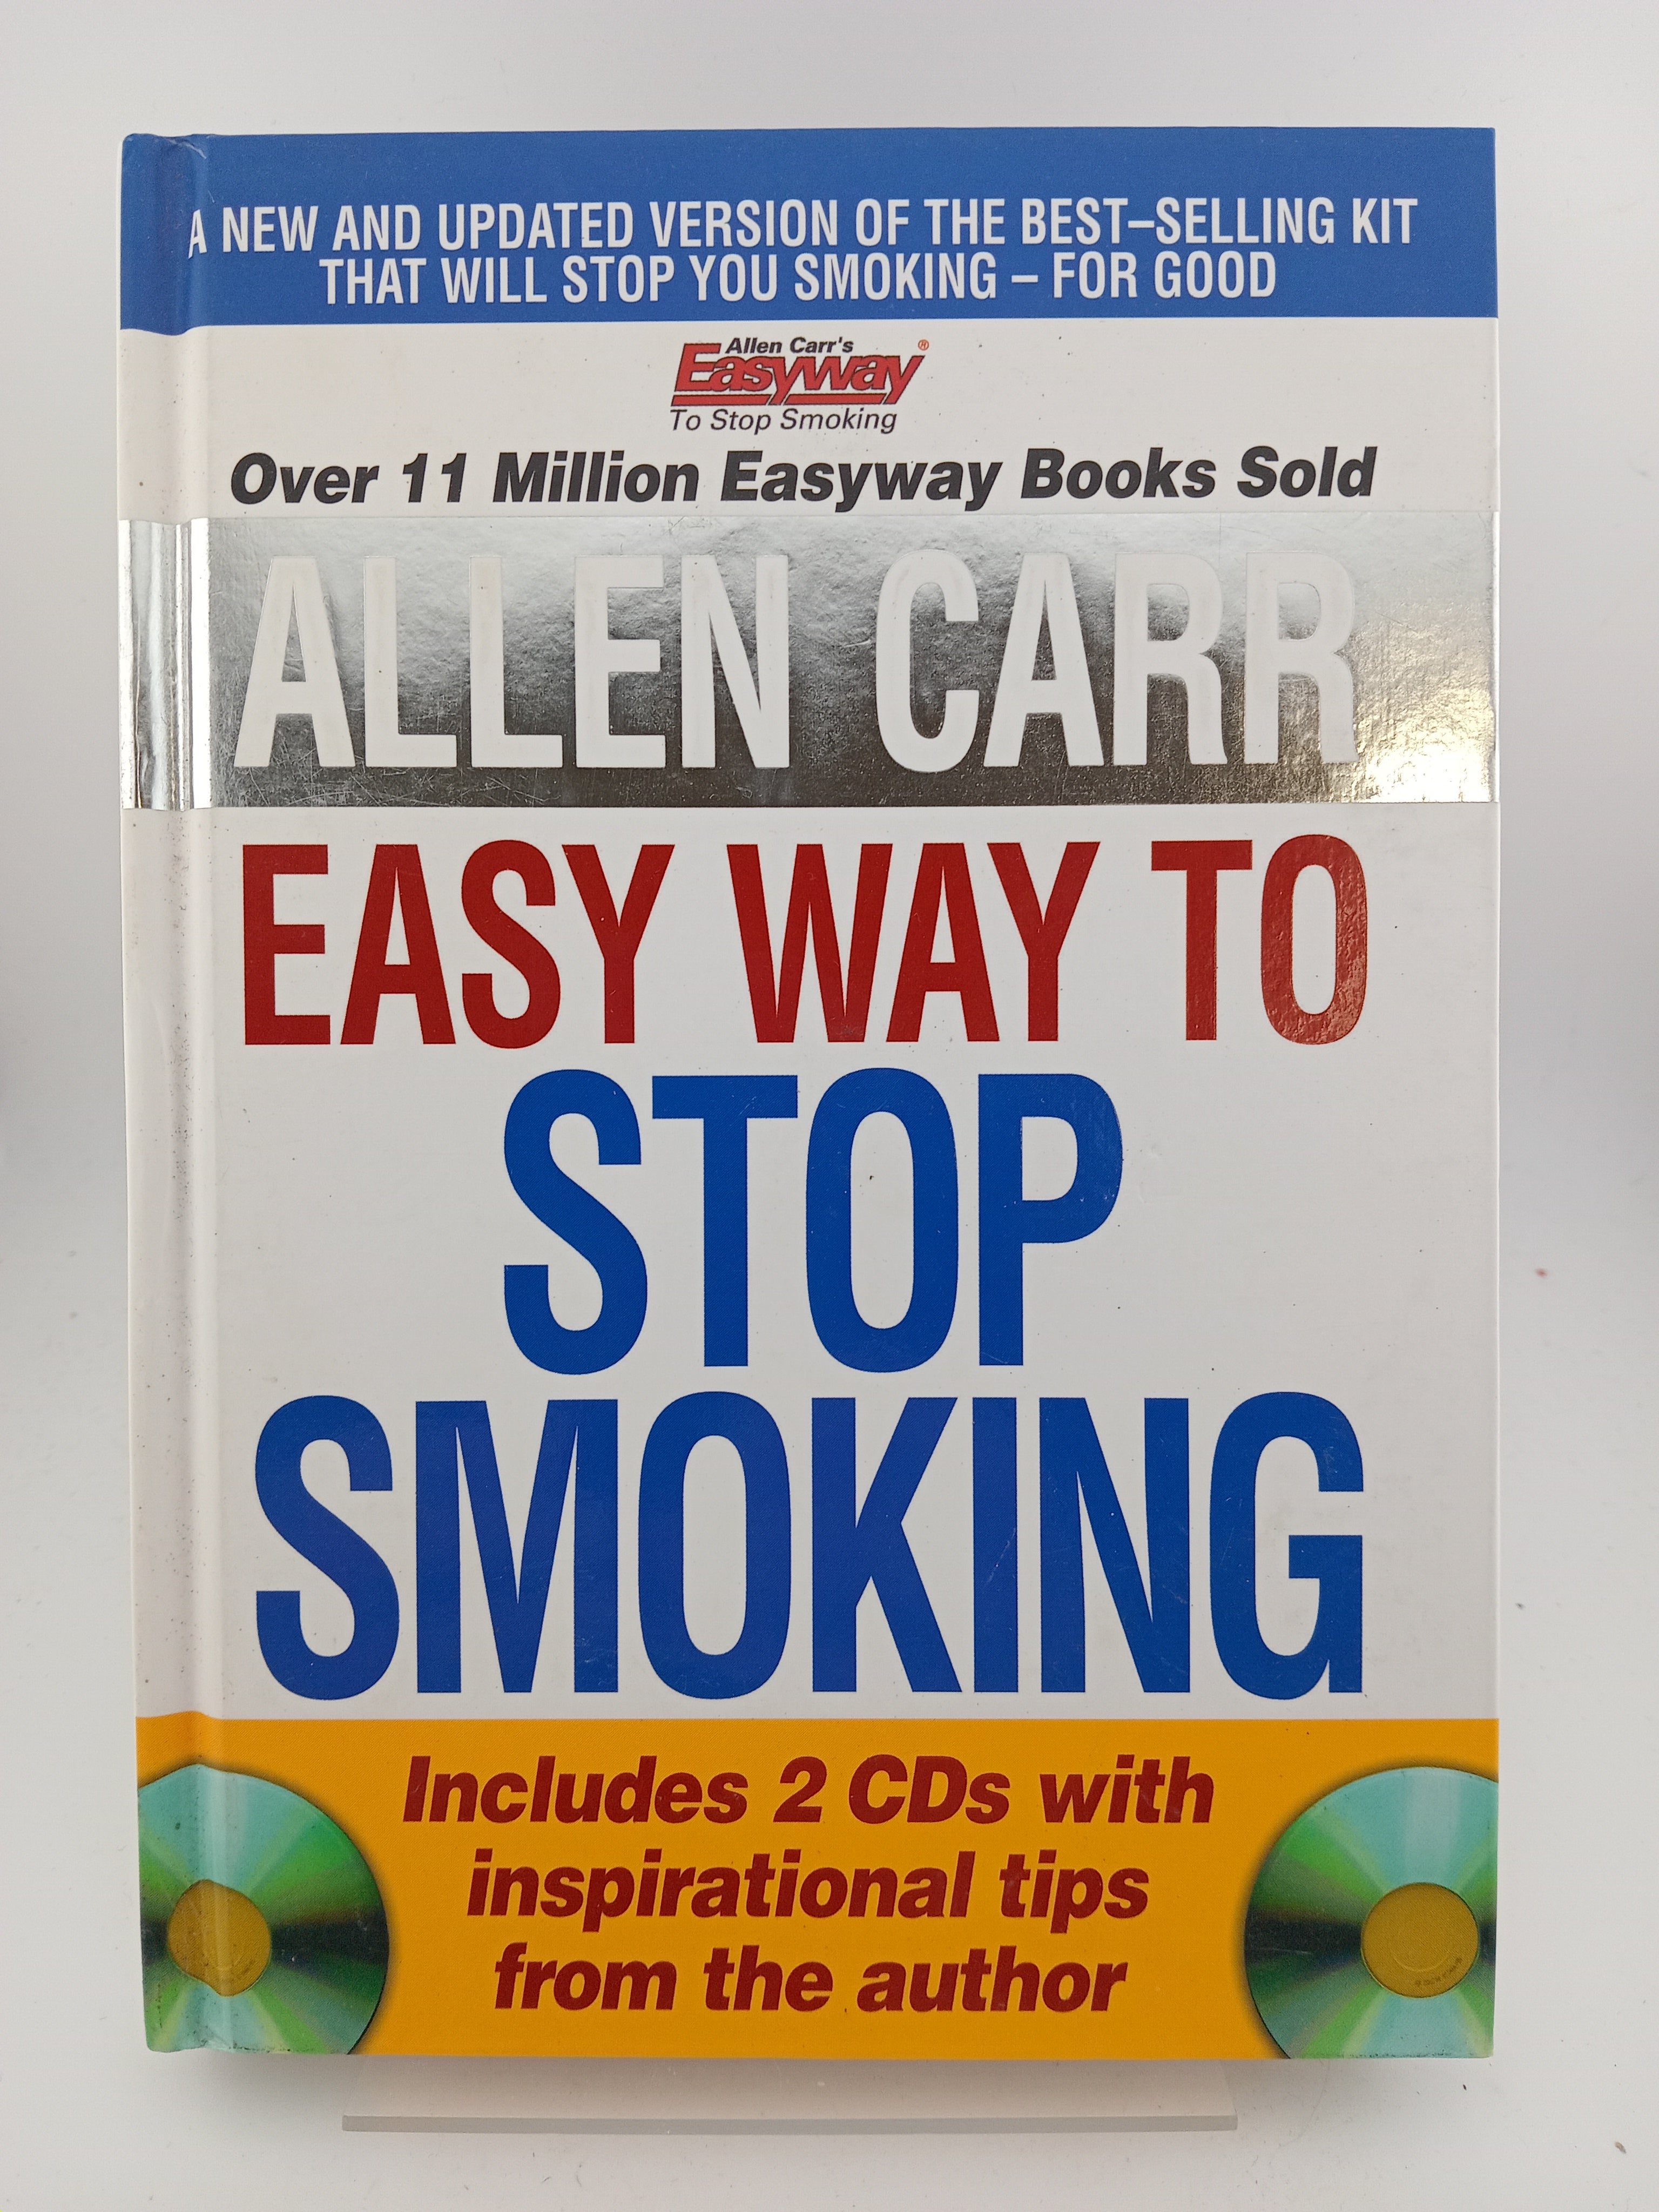 A NEW AND UPDATED VERSION OF THE BEST–SELLING KIT
THAT WILL STOP YOU SMOKING – FOR GOOD
Allen Carr's
Easyway®
To Stop Smoking
Over 11 Million Easyway Books Sold
ALLEN CARR
EASY WAY TO
STOP
SMOKING
Includes 2 CDs with
inspirational tips
from the author